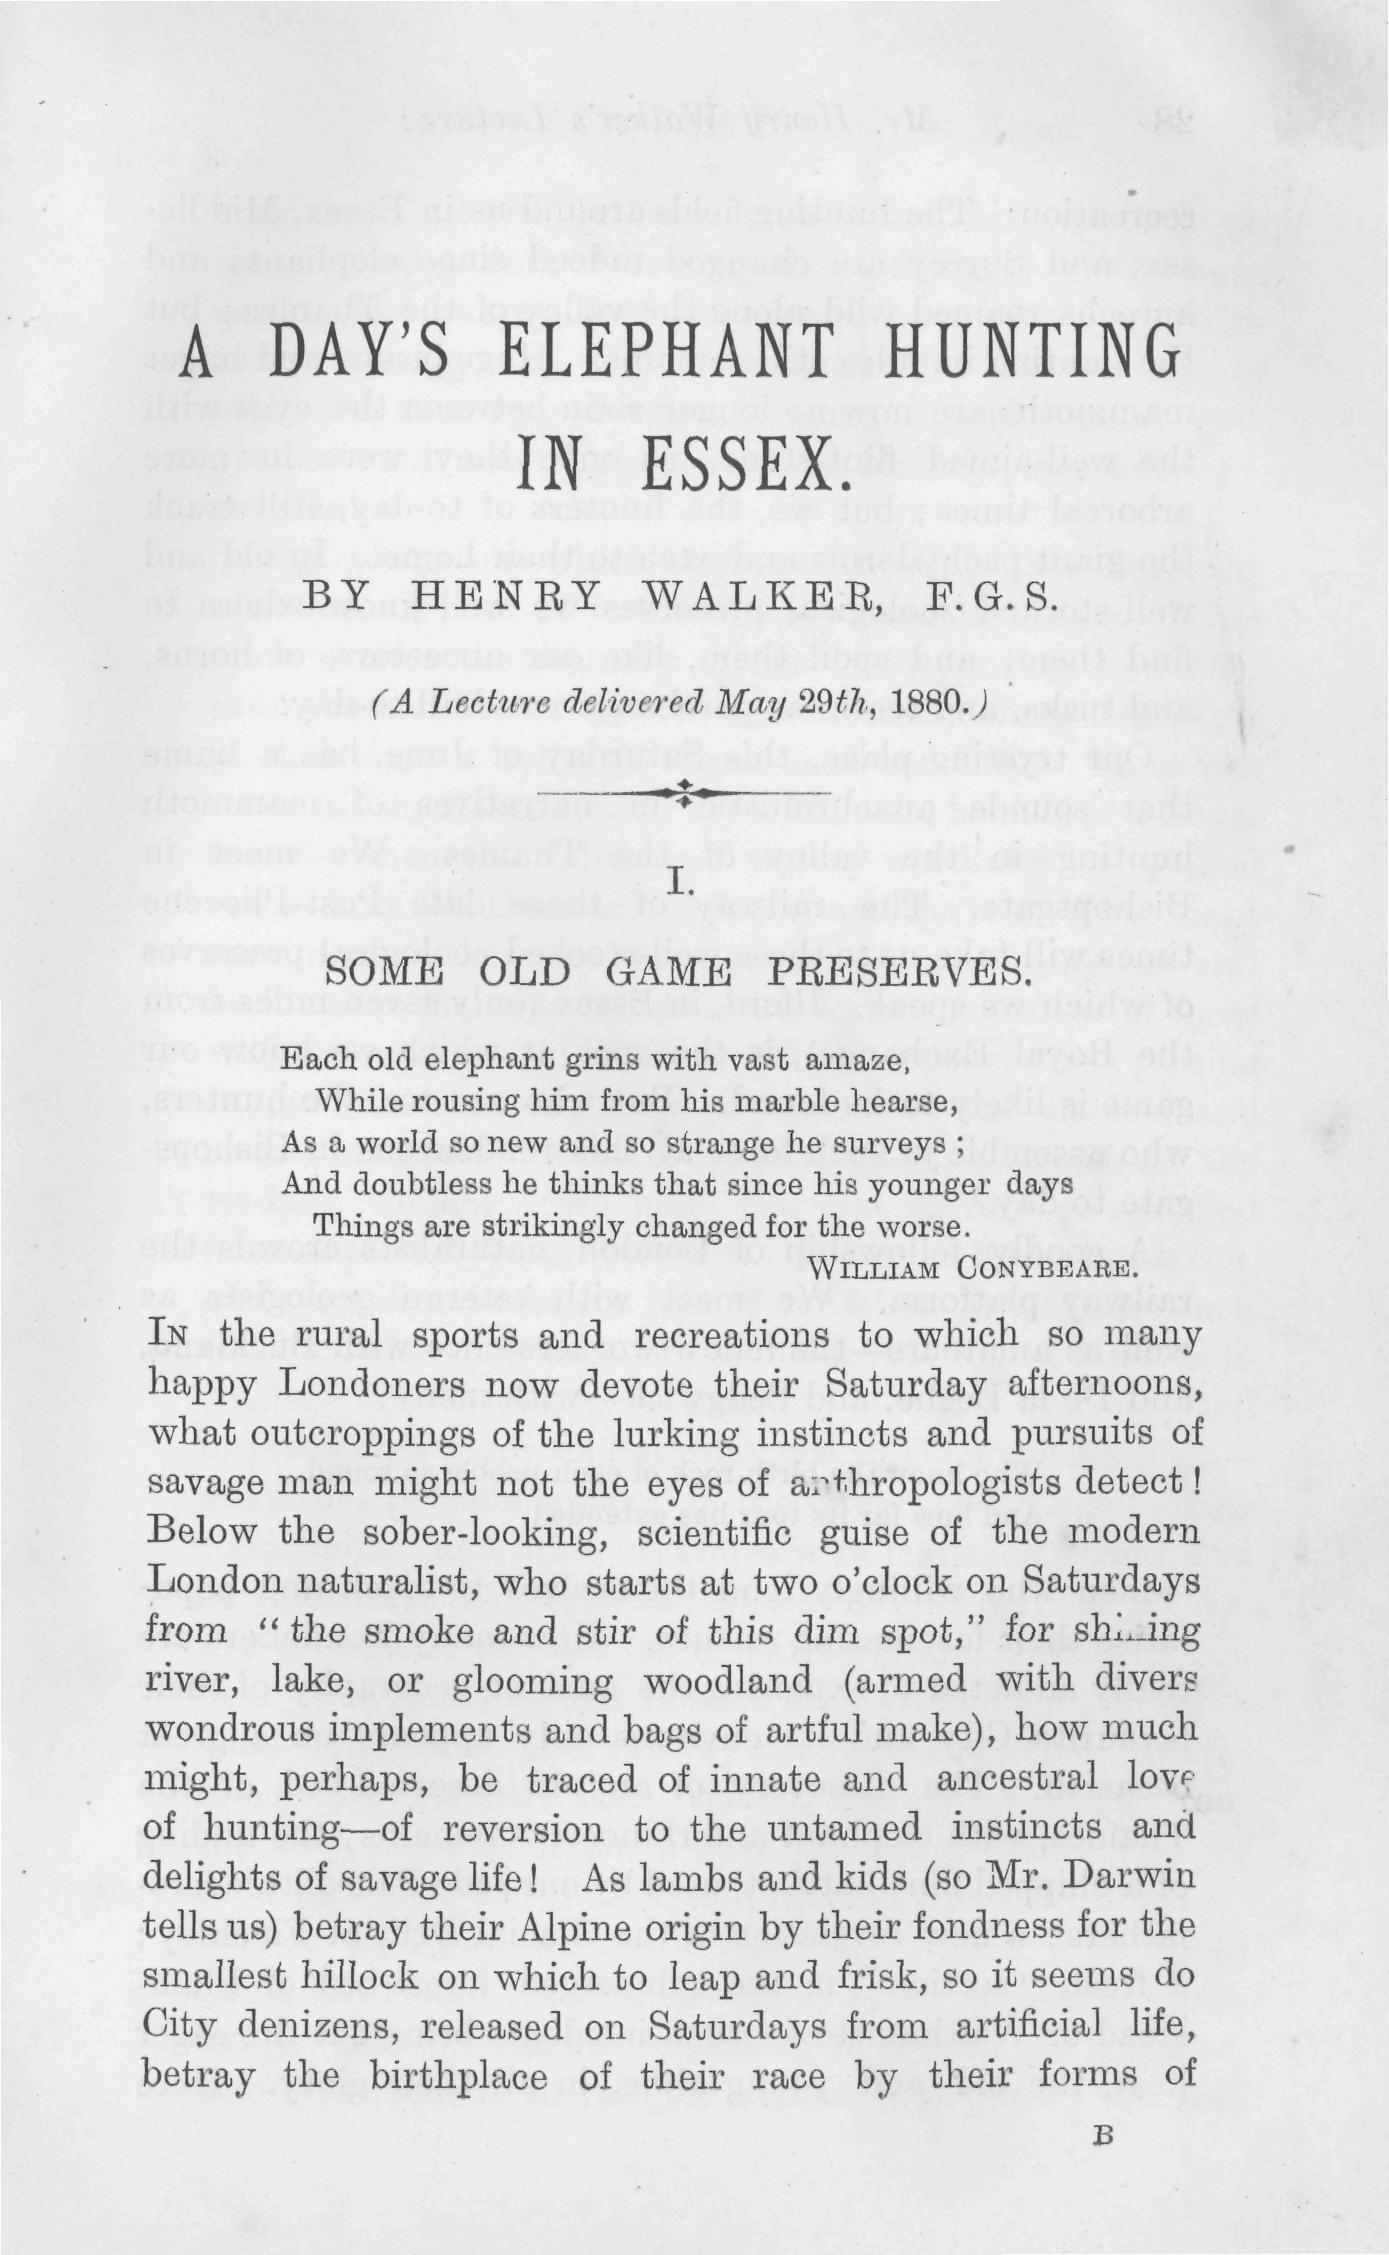 A DAY'S ELEPHANT HUNTING
IN ESSEX.
BY HENRY WALKER, F.G.S.
(A Lecture delivered May 29th, 1880.)
I.
SOME OLD GAME PRESERVES.
Each old elephant grins with vast amaze,
While rousing him from his marble hearse,
As a world so new and so strange he surveys ;
And doubtless he thinks that since his younger days
Things are strikingly changed for the worse.
WILLIAM CONYBEARE.
IN the rural sports and recreations to which so many
happy Londoners now devote their Saturday afternoons,
what outcroppings of the lurking instincts and pursuits of
savage man might not the eyes of anthropologists detect !
Below the sober-looking, scientific guise of the modern
London naturalist, who starts at two o'clock on Saturdays
from “ the smoke and stir of this dim spot,” for
river, lake, or glooming woodland (armed with divers
wondrous implements and bags of artful make), how much
might, perhaps, be traced of innate and ancestral love
of hunting—of reversion to the untamed instincts and
delights of savage life ! As lambs and kids (so Mr. Darwin
tells us) betray their Alpine origin by their fondness for the
smallest hillock on which to leap and frisk, so it seems do
City denizens, released on Saturdays from artificial life,
betray the birthplace of their race by their forms of
B